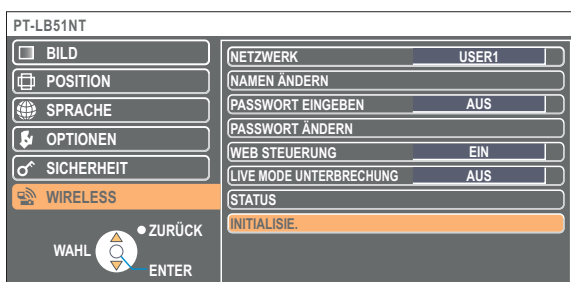 PT-LB51NT
BILD
POSITION
SPRACHE
OPTIONEN
SICHERHEIT
WIRELESS
ZURÜCK
WAHL
ENTER
NETZWERK USER1
NAMEN ÄNDERN
PASSWORT EINGEBEN AUS
PASSWORT ÄNDERN
WEB STEUERUNG EIN
LIVE MODE UNTERBRECHUNG AUS
STATUS
INITIALISIE.